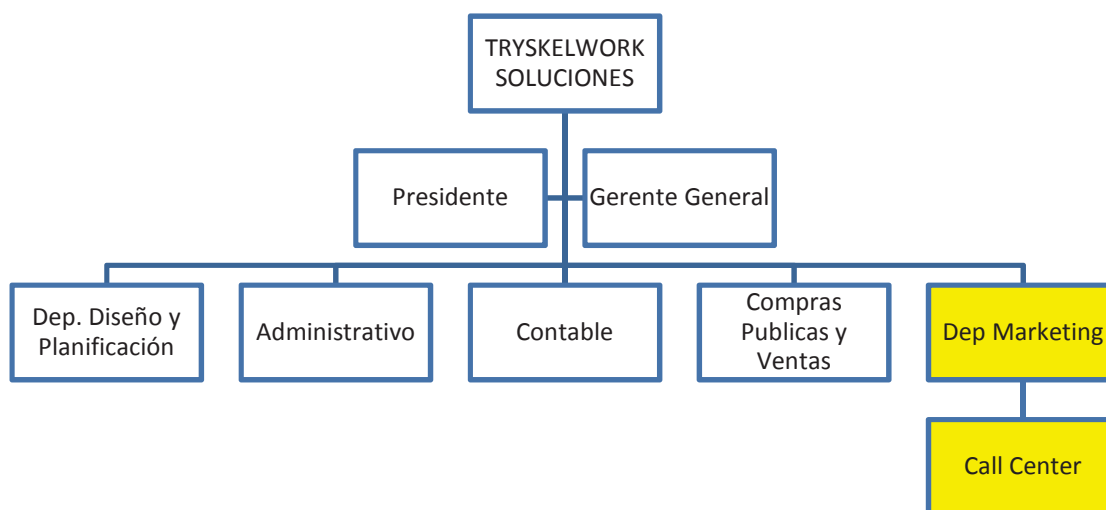 TRYSKELWORK
SOLUCIONES
Presidente
Gerente General
Dep. Diseño y
Planificación
Administrativo
Contable
Compras
Publicas y
Ventas
Dep Marketing
Call Center